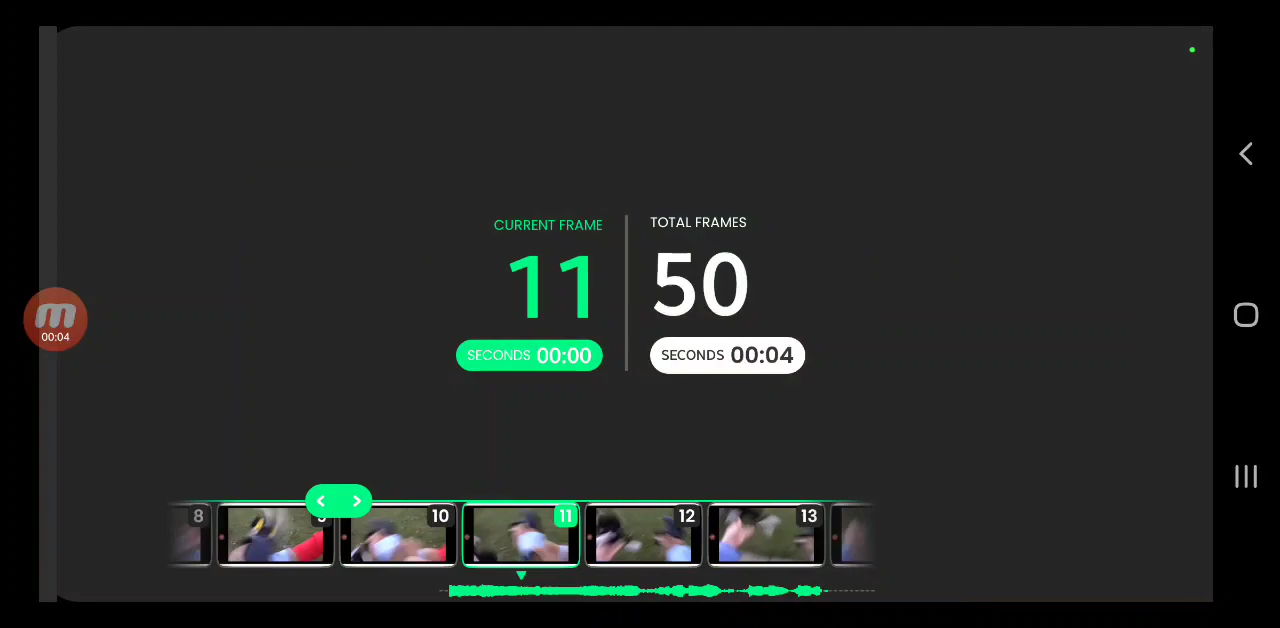 CURRENT FRAME
11
SECONDS 00:00
TOTAL FRAMES
50
SECONDS 00:04
m
00:04
8
9
10
11
12
13